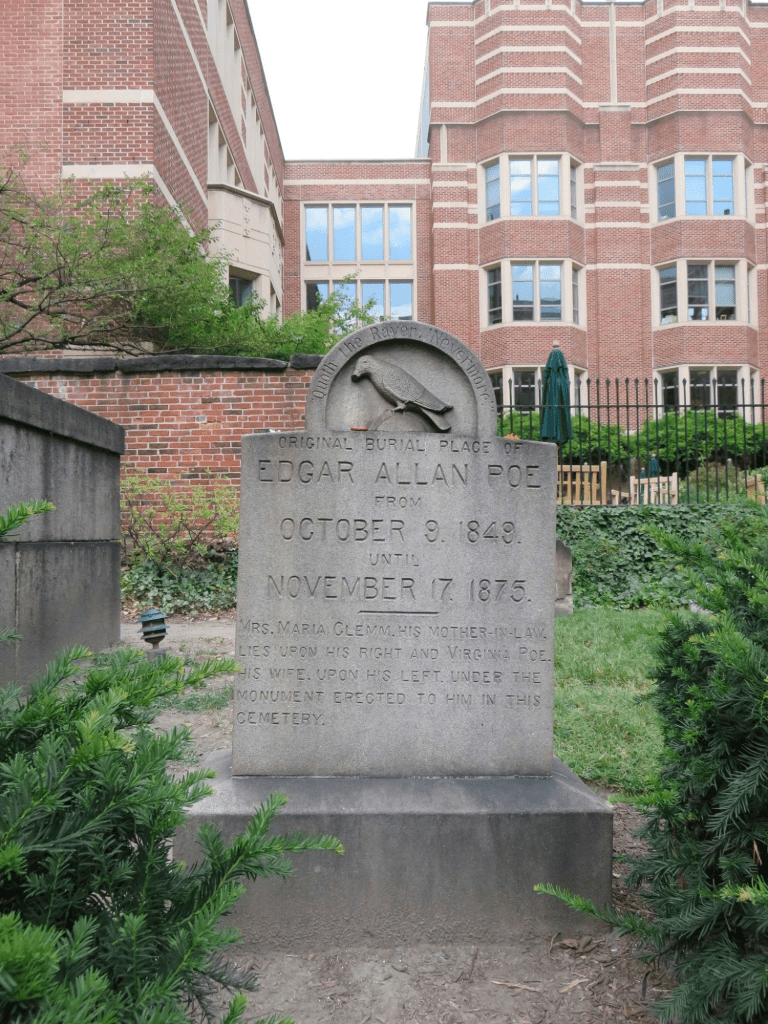 Quoth the Raven, Nevermore."
ORIGINAL BURIAL PLACE OF
EDGAR ALLAN POE
FROM
OCTOBER 9. 1849.
UNTIL
NOVEMBER 17. 1875.
MRS. MARIA CLEMM, HIS MOTHER-IN-LAW,
LIES UPON HIS RIGHT AND VIRGINIA POE,
HIS WIFE, UPON HIS LEFT. UNDER THE
MONUMENT ERECTED TO HIM IN THIS
CEMETERY.